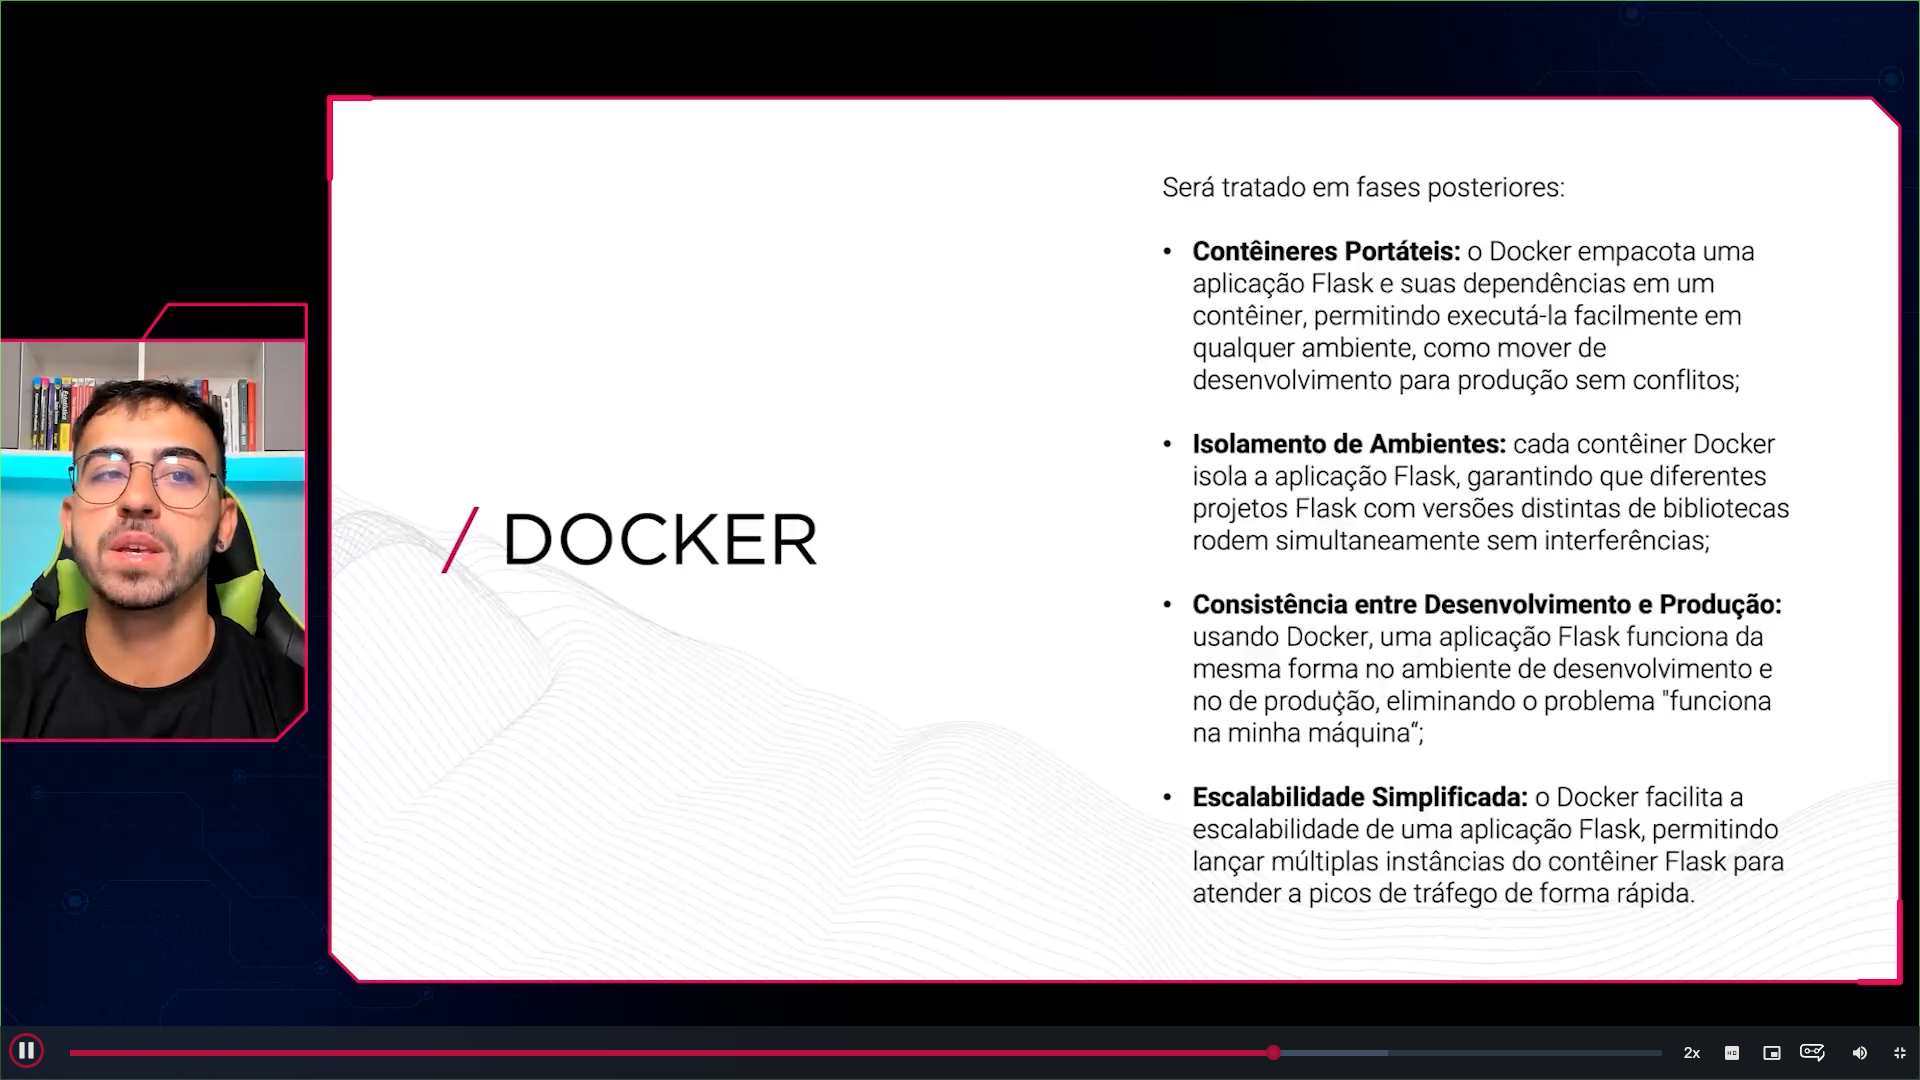 Será tratado em fases posteriores:
• Contêineres Portáteis: o Docker empacota uma
aplicação Flask e suas dependências em um
contêiner, permitindo executá-la facilmente em
qualquer ambiente, como mover de
desenvolvimento para produção sem conflitos;
• Isolamento de Ambientes: cada contêiner Docker
isola a aplicação Flask, garantindo que diferentes
projetos Flask com versões distintas de bibliotecas
rodem simultaneamente sem interferências;
/ DOCKER
• Consistência entre Desenvolvimento e Produção:
usando Docker, uma aplicação Flask funciona da
mesma forma no ambiente de desenvolvimento e
no de produção, eliminando o problema "funciona
na minha máquina“;
• Escalabilidade Simplificada: o Docker facilita a
escalabilidade de uma aplicação Flask, permitindo
lançar múltiplas instâncias do contêiner Flask para
atender a picos de tráfego de forma rápida.
2x
HD